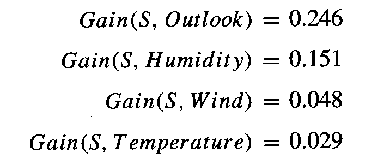 Gain(S, Outlook) = 0.246
Gain(S, Humidity) = 0.151
Gain(S, Wind) = 0.048
Gain(S, Temperature) = 0.029